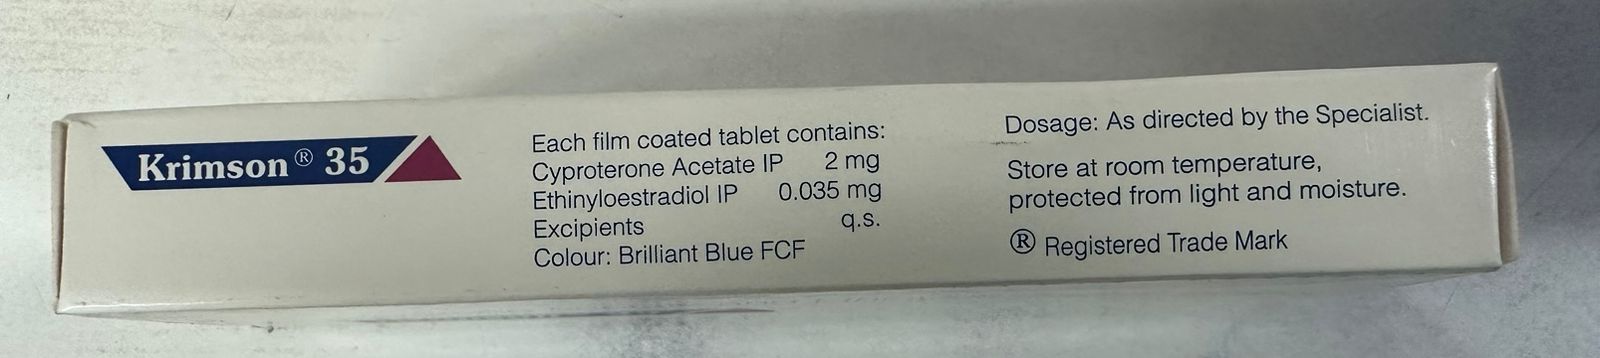 Krimson® 35
Each film coated tablet contains:
Cyproterone Acetate IP 2 mg
Ethinyloestradiol IP 0.035 mg
Excipients q.s.
Colour: Brilliant Blue FCF
Dosage: As directed by the Specialist.
Store at room temperature,
protected from light and moisture.
® Registered Trade Mark